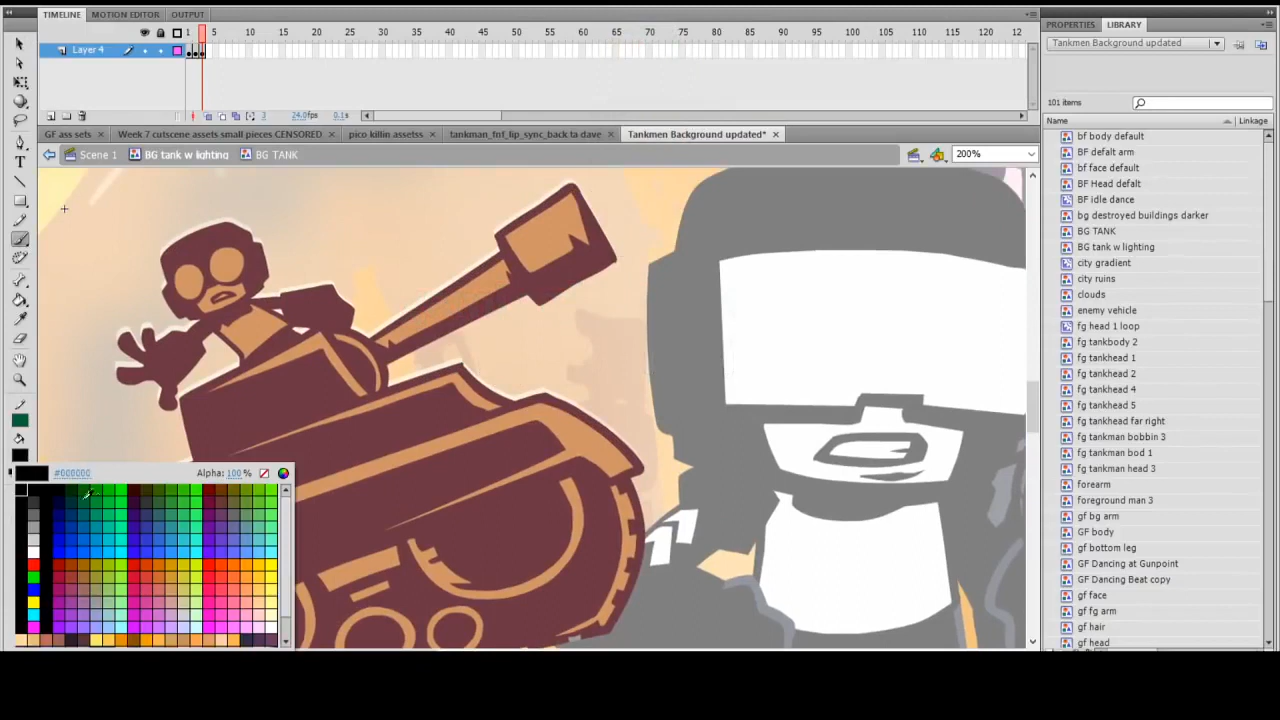 TIMELINE MOTION EDITOR OUTPUT
PROPERTIES LIBRARY
1 5 10 15 20 25 30 35 40 45 50 55 60 65 70 75 80 85 90 95 100 105 110 115 120 12
Tankmen Background updated
Layer 4
101 items
3 24.0fps 0.1s
Name Linkage
GF ass sets Week 7 cutscene assets small pieces CENSORED pico killin assetss tankman_fnf_lip_sync_back ta dave Tankmen Background updated*
Scene 1 BG tank w lighting BG TANK 200%
bf body default
BF defalt arm
bf face default
BF Head defalt
BF idle dance
bg destroyed buildings darker
BG TANK
BG tank w lighting
city gradient
city ruins
clouds
enemy vehicle
fg head 1 loop
fg tankbody 2
fg tankhead 1
fg tankhead 2
fg tankhead 4
fg tankhead 5
fg tankhead far right
fg tankman bobbin 3
fg tankman bod 1
fg tankman head 3
forearm
foreground man 3
gf bg arm
GF body
gf bottom leg
GF Dancing at Gunpoint
GF Dancing Beat copy
gf face
gf fg arm
gf hair
gf head
#000000 Alpha: 100 %